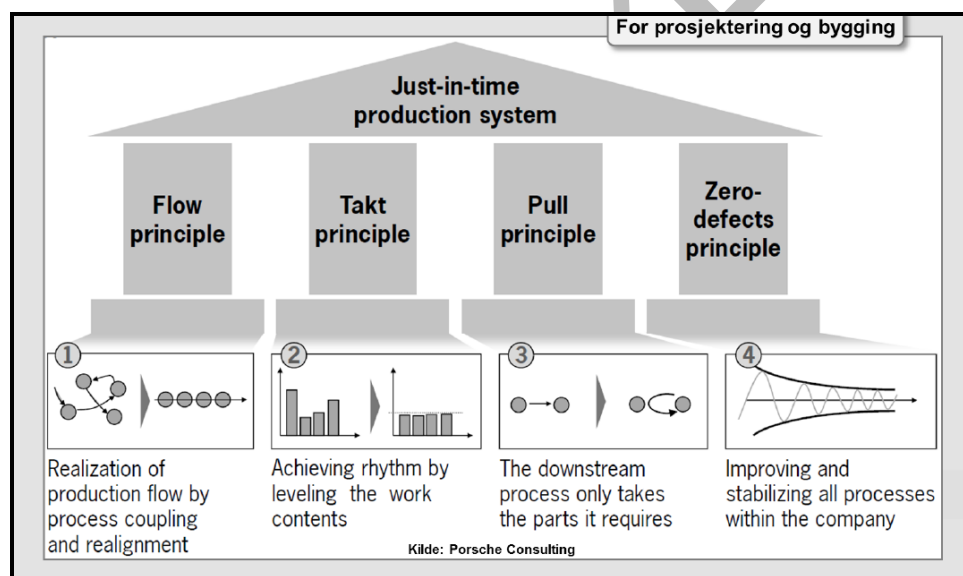 For prosjektering og bygging
Just-in-time
production system
Flow
principle
Takt
principle
Pull
principle
Zero-
defects
principle
1
2
3
4
Realization of
production flow by
process coupling
and realignment
Achieving rhythm by
leveling the work
contents
The downstream
process only takes
the parts it requires
Improving and
stabilizing all processes
within the company
Kilde: Porsche Consulting